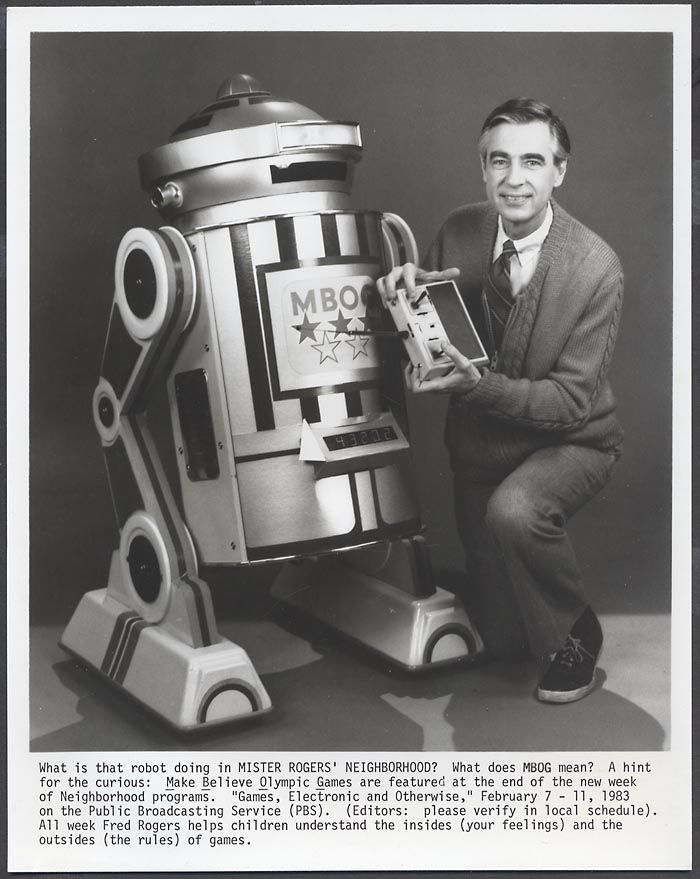 MBOG
43202
What is that robot doing in MISTER ROGERS' NEIGHBORHOOD?  What does MBOG mean?  A hint
for the curious:  Make Believe Olympic Games are featured at the end of the new week
of Neighborhood programs.  "Games, Electronic and Otherwise," February 7 - 11, 1983
on the Public Broadcasting Service (PBS).  (Editors:  please verify in local schedule).
All week Fred Rogers helps children understand the insides (your feelings) and the
outsides (the rules) of games.